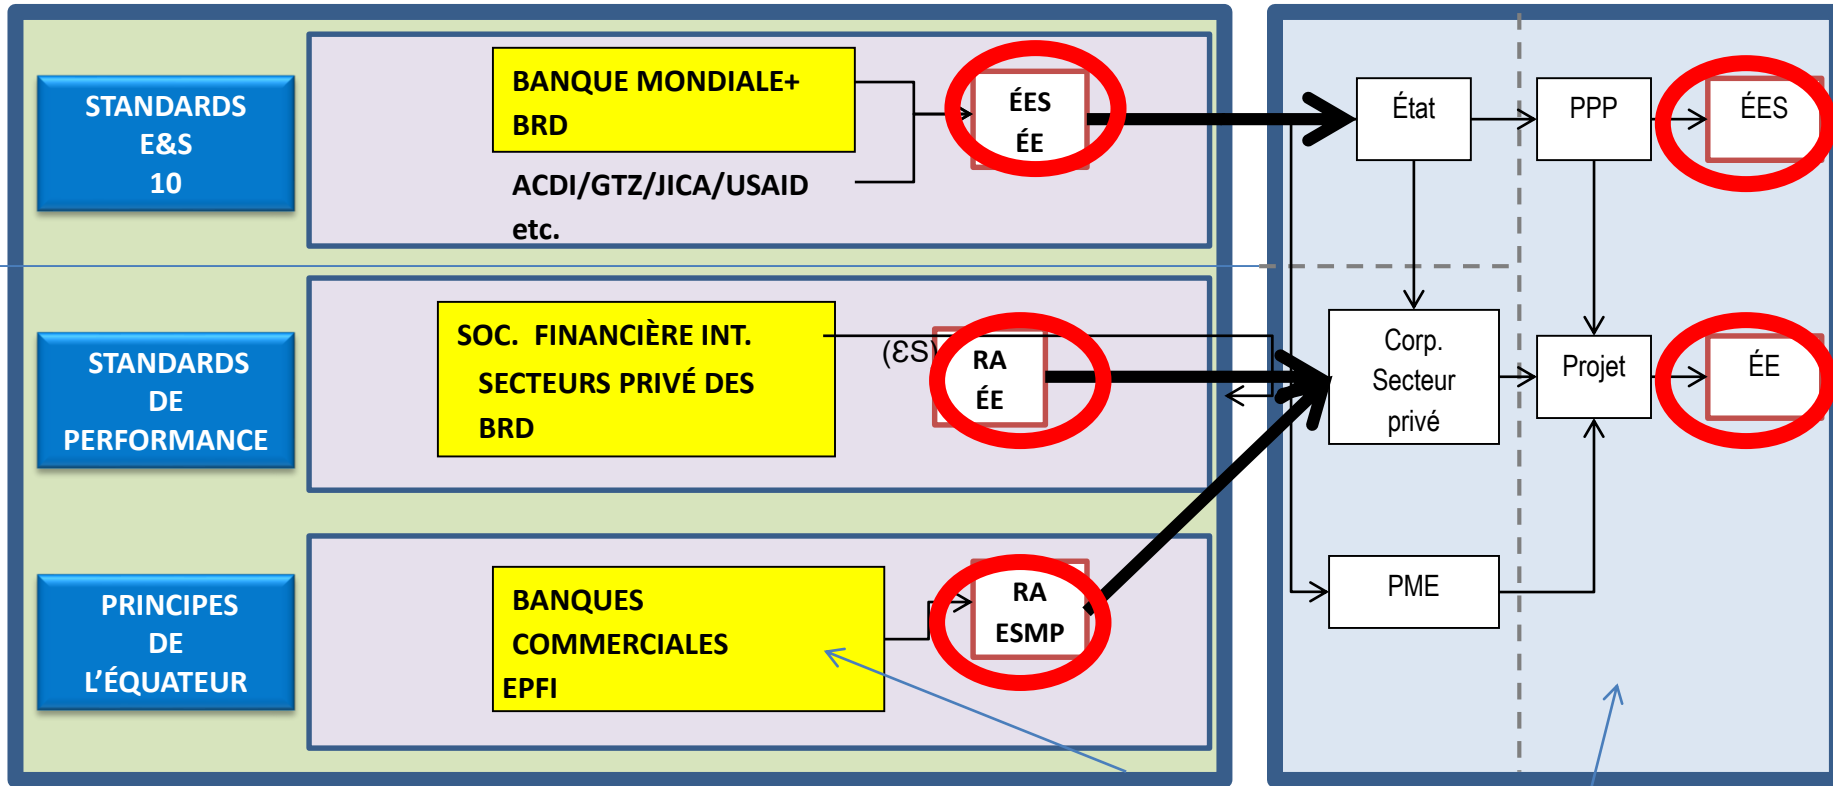 STANDARDS
E&S
10
BANQUE MONDIALE+
BRD
ACDI/GTZ/JICA/USAID
etc.
ÉES
ÉE
État
PPP
ÉES
STANDARDS
DE
PERFORMANCE
SOC.  FINANCIÈRE INT.
SECTEURS PRIVÉ DES
BRD
(ƐS)
RA
ÉE
Corp.
Secteur
privé
Projet
ÉE
PRINCIPES
DE
L’ÉQUATEUR
BANQUES
COMMERCIALES
EPFI
RA
ESMP
PME